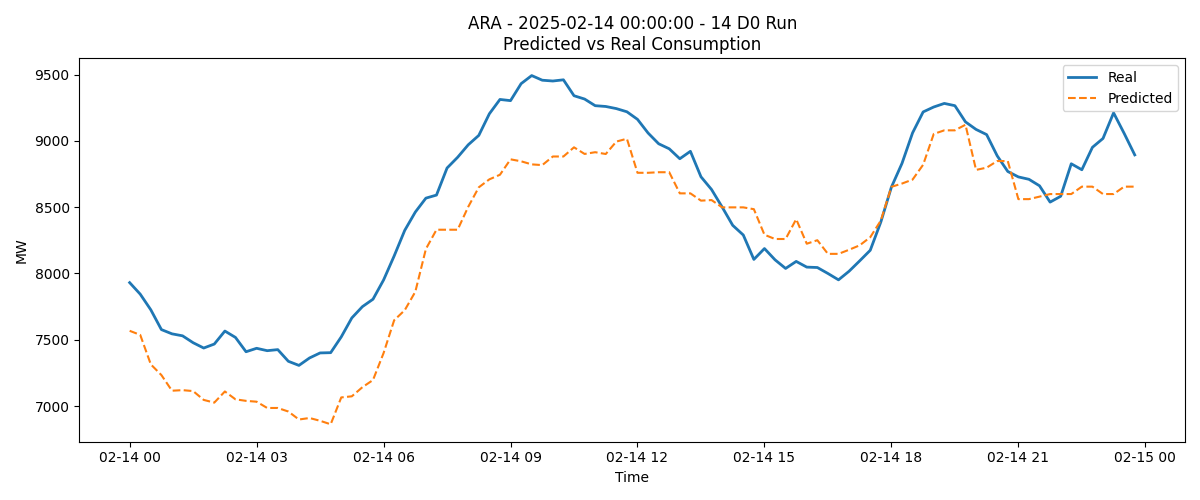 ARA - 2025-02-14 00:00:00 - 14 D0 Run
Predicted vs Real Consumption
Real
Predicted
MW
9500
9000
8500
8000
7500
7000
02-14 00
02-14 03
02-14 06
02-14 09
02-14 12
02-14 15
02-14 18
02-14 21
02-15 00
Time